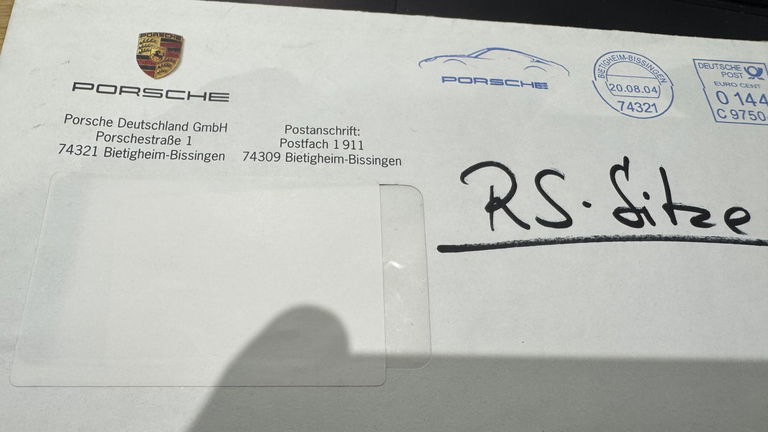 PORSCHE
Porsche Deutschland GmbH
Porschestraße 1
74321 Bietigheim-Bissingen
Postanschrift:
Postfach 1 911
74309 Bietigheim-Bissingen
PORSCHE
BIETIGHEIM-BISSINGEN
20.08.04
74321
DEUTSCHE POST
EURO CENT
0 144
C 9750
RS-Sitze